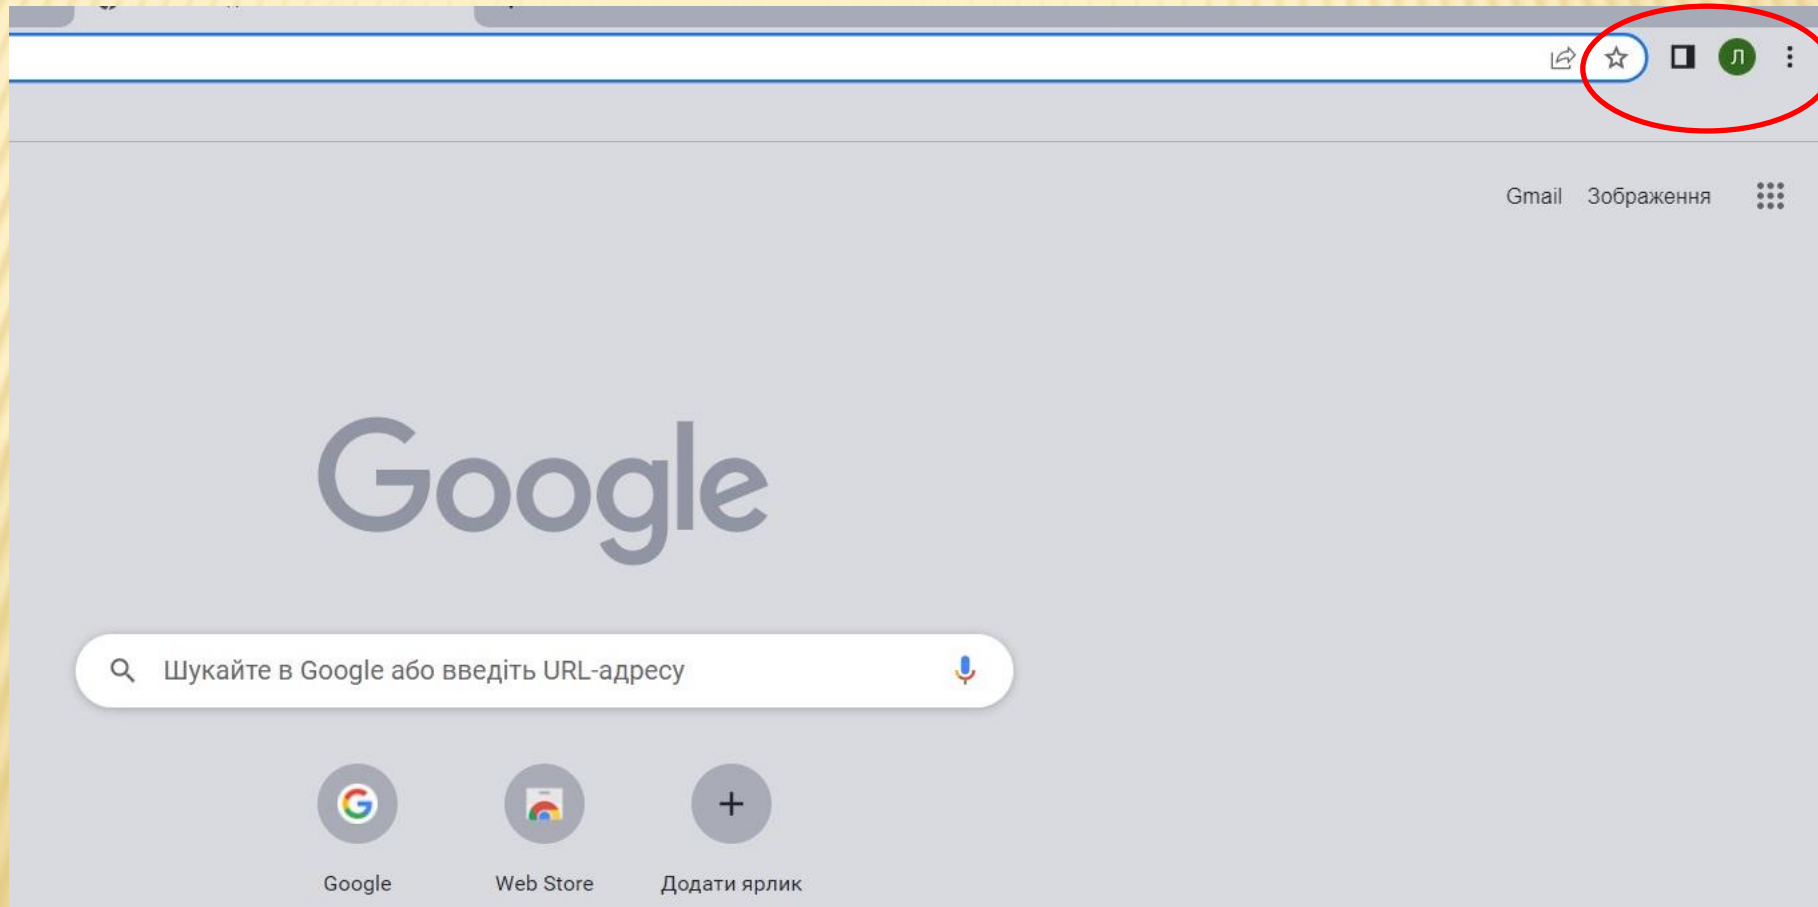 Л
Gmail Зображення
Google
Шукайте в Google або введіть URL-адресу
Google Web Store Додати ярлик